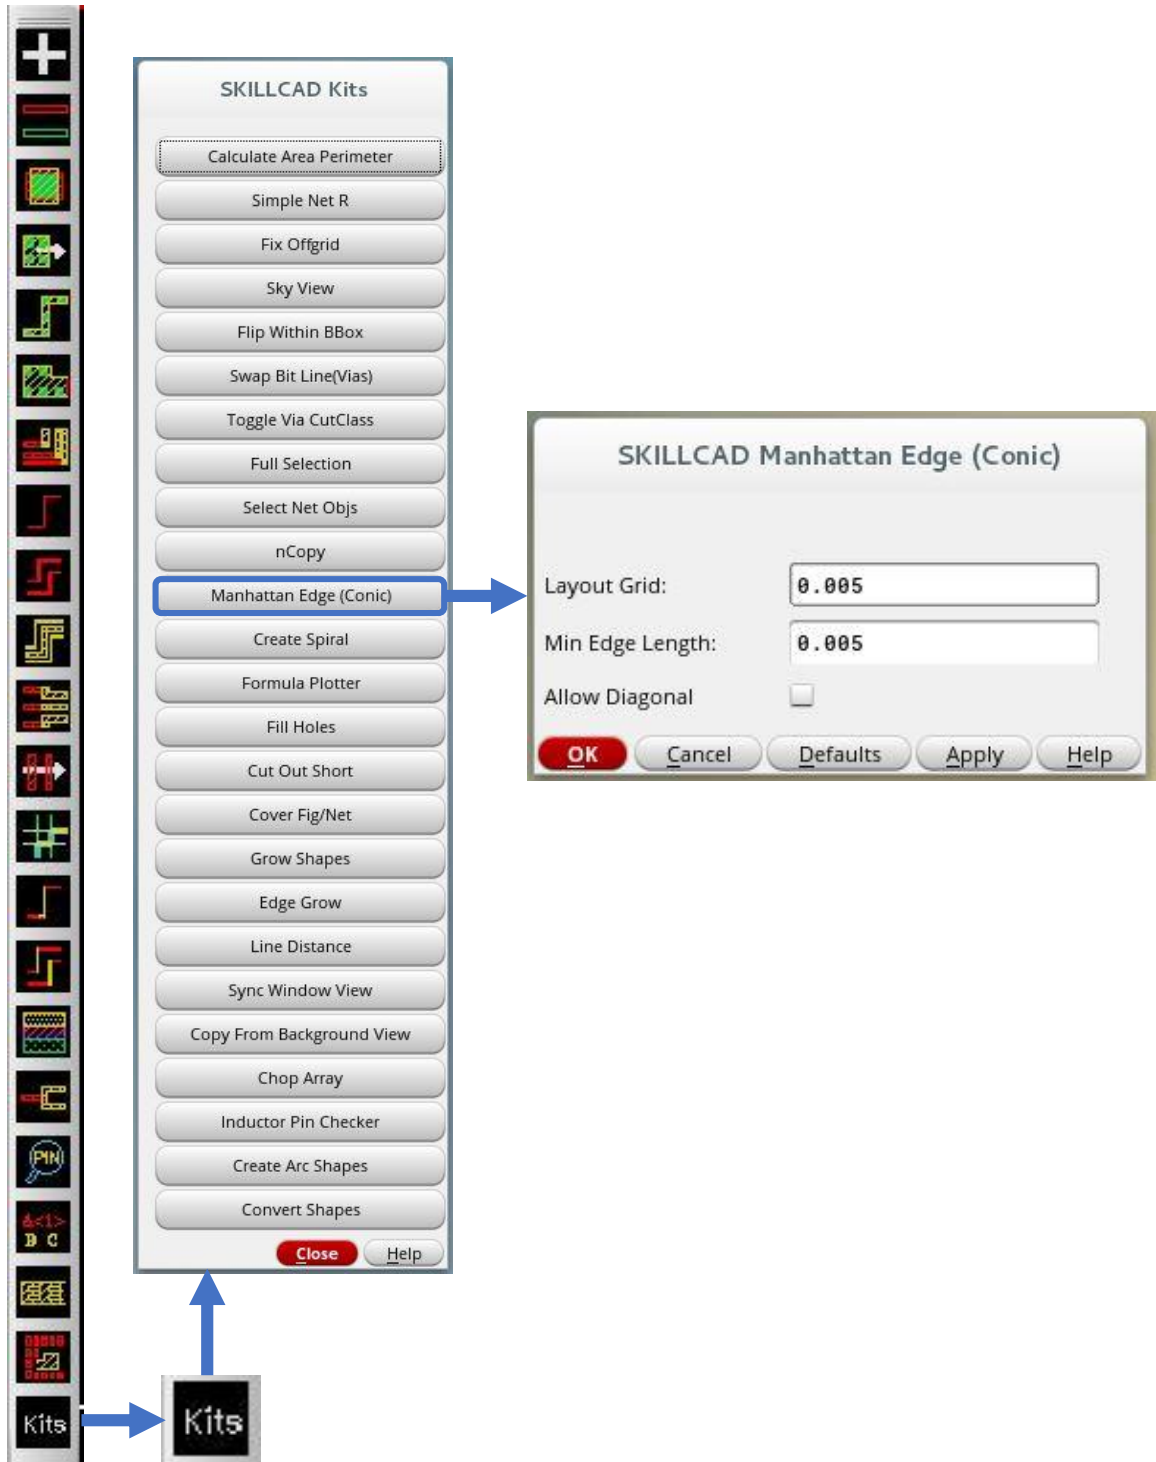 SKILLCAD Kits
Calculate Area Perimeter
Simple Net R
Fix Offgrid
Sky View
Flip Within BBox
Swap Bit Line(Vias)
Toggle Via CutClass
Full Selection
Select Net Objs
nCopy
Manhattan Edge (Conic)
Create Spiral
Formula Plotter
Fill Holes
Cut Out Short
Cover Fig/Net
Grow Shapes
Edge Grow
Line Distance
Sync Window View
Copy From Background View
Chop Array
Inductor Pin Checker
Create Arc Shapes
Convert Shapes
Close Help
SKILLCAD Manhattan Edge (Conic)
Layout Grid: 0.005
Min Edge Length: 0.005
Allow Diagonal
OK Cancel Defaults Apply Help
PIN
&<1>
B C
Kits
Kits